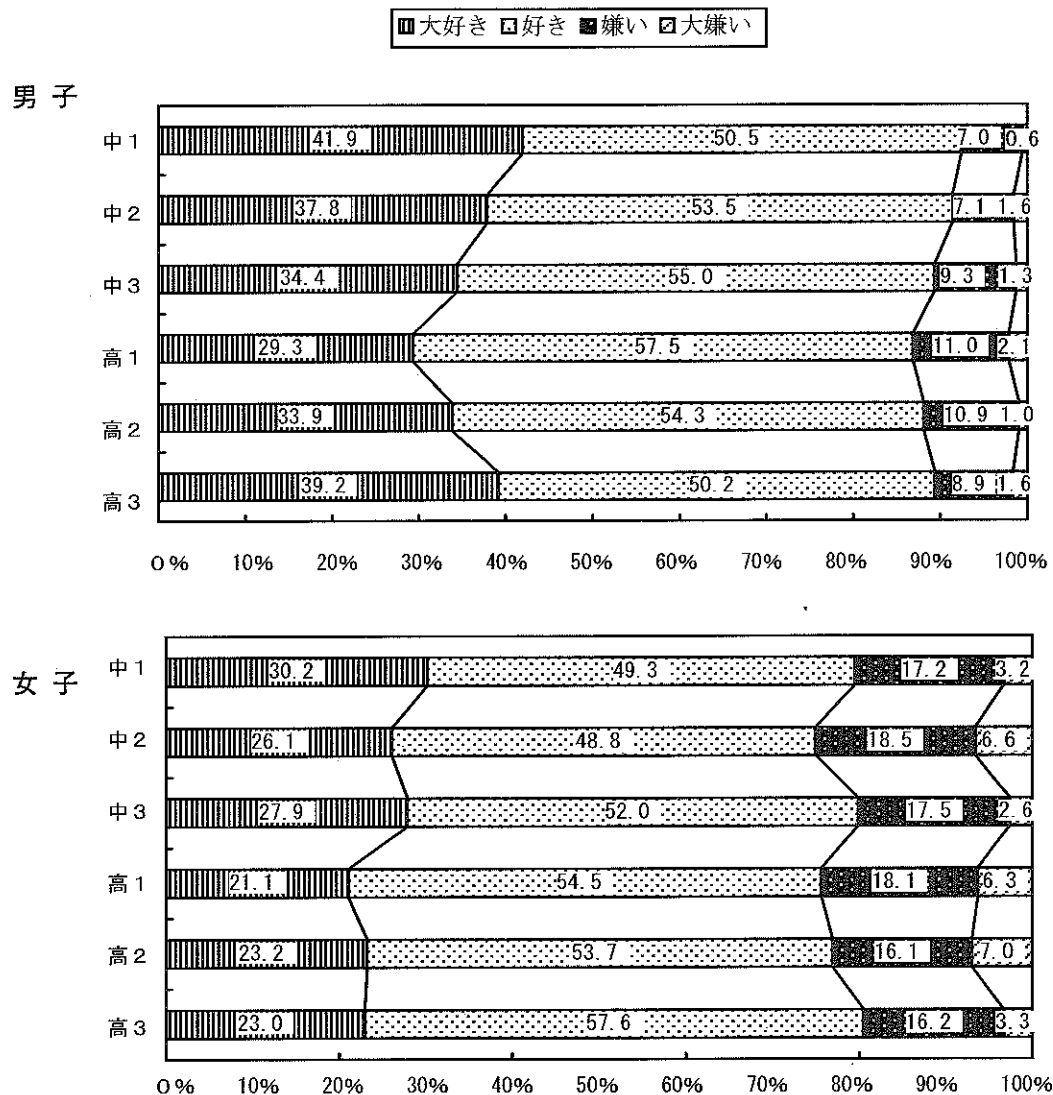 大好き 好き 嫌い 大嫌い
男子
中1 41.9 50.5 7.0 0.6
中2 37.8 53.5 7.1 1.6
中3 34.4 55.0 9.3 1.3
高1 29.3 57.5 11.0 2.1
高2 33.9 54.3 10.9 1.0
高3 39.2 50.2 8.9 1.6
0% 10% 20% 30% 40% 50% 60% 70% 80% 90% 100%
女子
中1 30.2 49.3 17.2 3.2
中2 26.1 48.8 18.5 6.6
中3 27.9 52.0 17.5 2.6
高1 21.1 54.5 18.1 6.3
高2 23.2 53.7 16.1 7.0
高3 23.0 57.6 16.2 3.3
0% 10% 20% 30% 40% 50% 60% 70% 80% 90% 100%